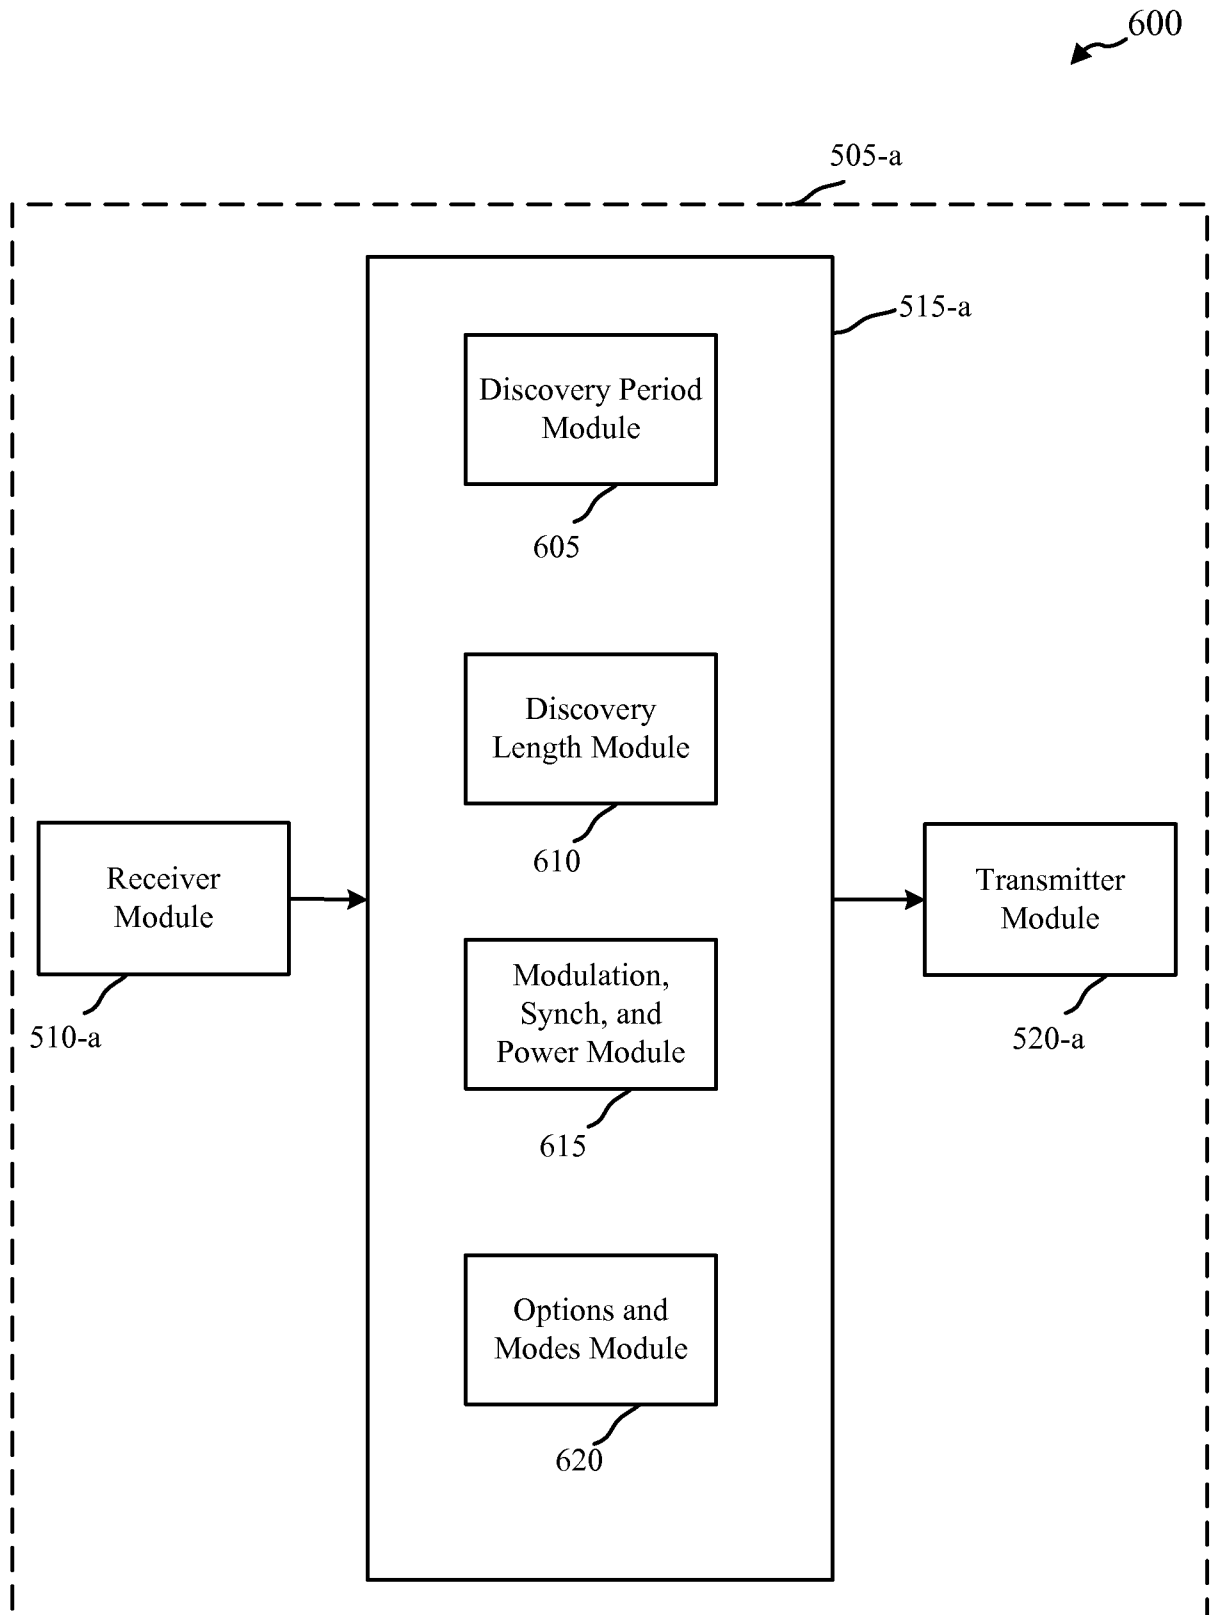 600
505-a
515-a
Discovery Period
Module
605
Discovery
Length Module
610
Receiver
Module
510-a
Transmitter
Module
520-a
Modulation,
Synch, and
Power Module
615
Options and
Modes Module
620